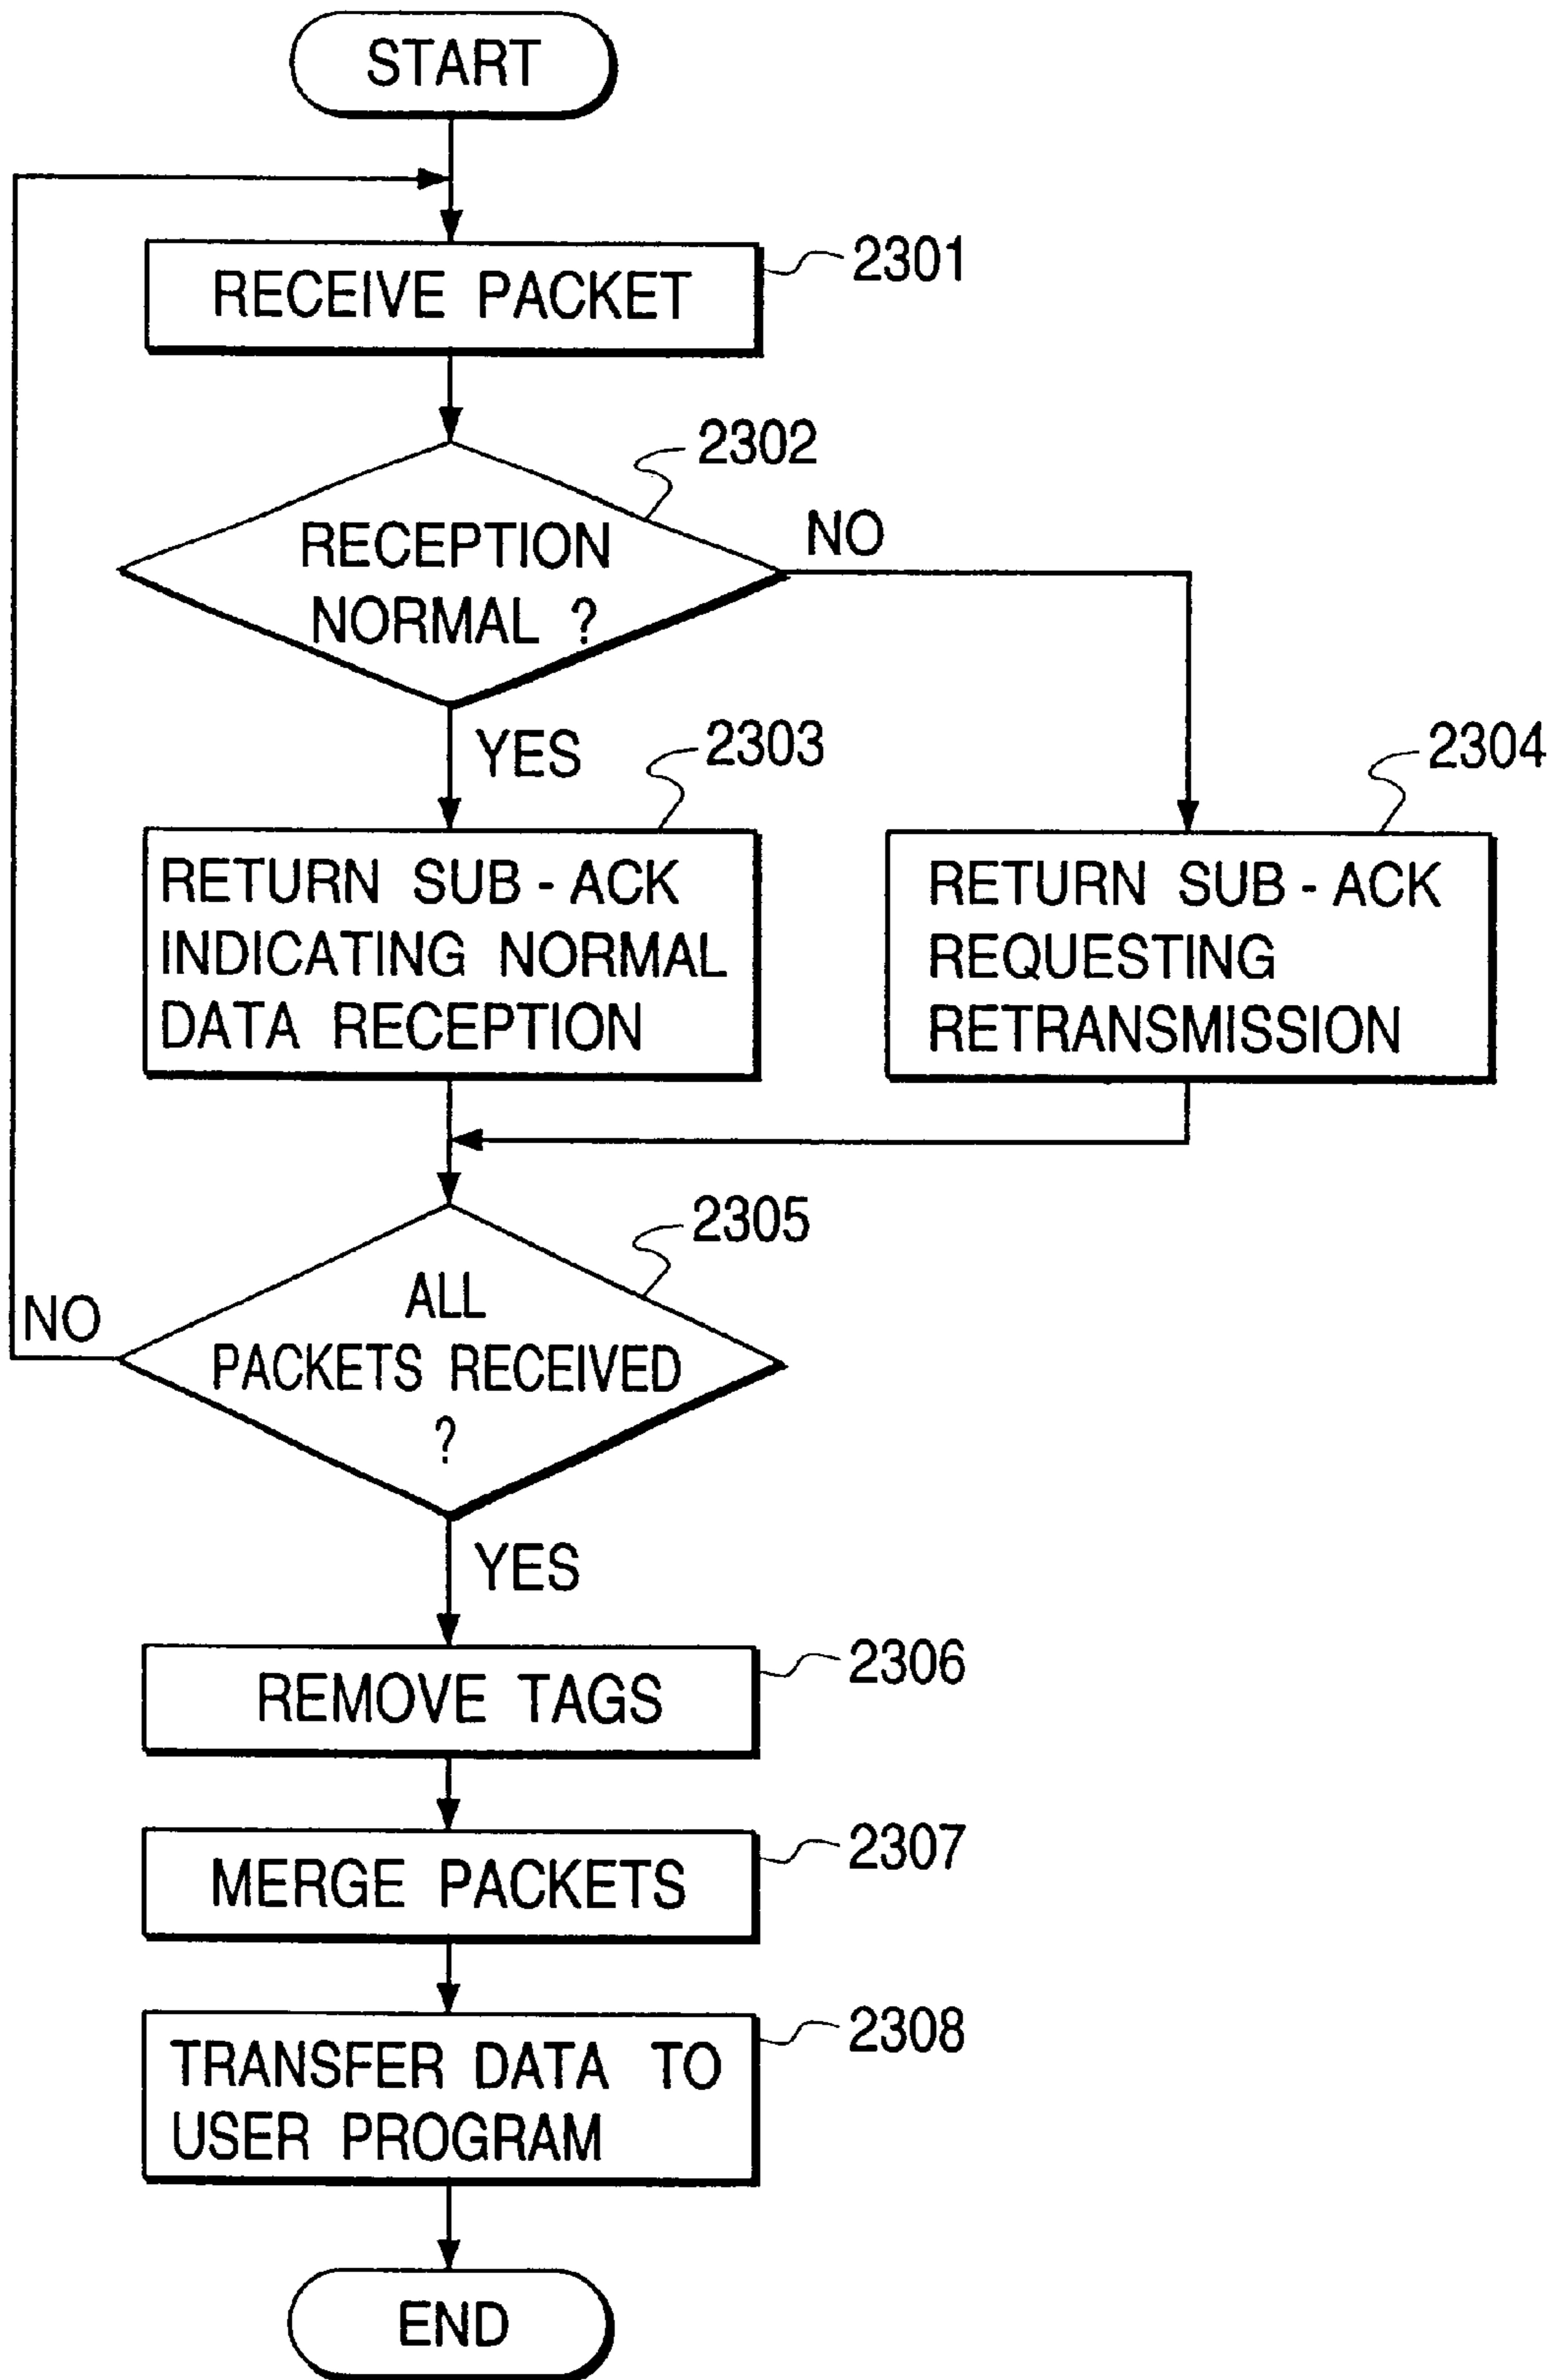 START
RECEIVE PACKET
2301
2302
RECEPTION
NORMAL ?
NO
YES
2303
2304
RETURN SUB - ACK
INDICATING NORMAL
DATA RECEPTION
RETURN SUB - ACK
REQUESTING
RETRANSMISSION
2305
ALL
PACKETS RECEIVED
?
NO
YES
REMOVE TAGS
2306
MERGE PACKETS
2307
TRANSFER DATA TO
USER PROGRAM
2308
END